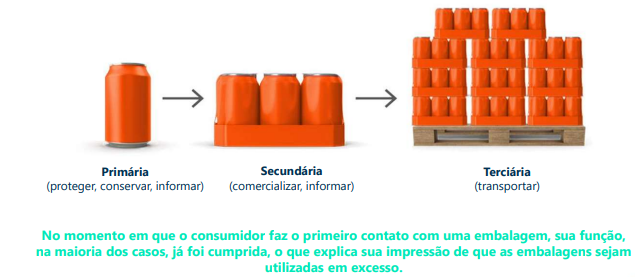 Primária
(proteger, conservar, informar)
Secundária
(comercializar, informar)
Terciária
(transportar)
No momento em que o consumidor faz o primeiro contato com uma embalagem, sua função,
na maioria dos casos, já foi cumprida, o que explica sua impressão de que as embalagens sejam
utilizadas em excesso.